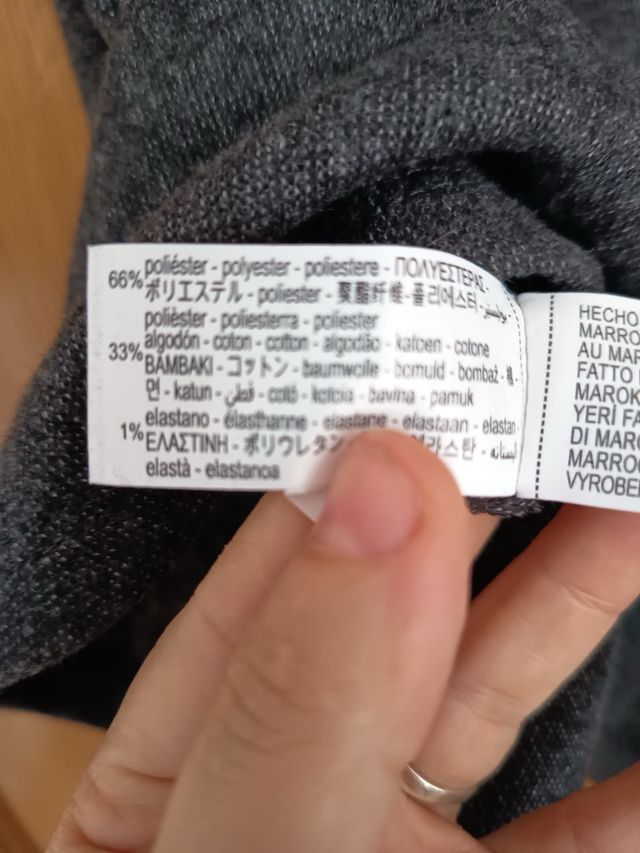 66% poliéster - polyester - poliestere - ΠΟΛΥΕΣΤΕΡΑΣ -
ポリエステル - poliester - 聚酯纤维 - 폴리에스터 - بوليستر -
polièster - poliesterra - poliester
33% algodón - coton - cotton - algodão - katoen - cotone
ΒΑΜΒΑΚΙ - コットン - baumwolle - bomuld - bombaž - 棉 -
면 - katun - قطن - cotó - kotoia - bavlna - pamuk
1% elastano - élasthanne - elastane - elastaan - elastan -
ΕΛΑΣΤΙΝΗ - ポリウレタン
elastà - elastanoa
HECHO
MARRO
AU MAR
FATTO
MAROK
YERİ FA
DI MAR
MARRO
VYROBE